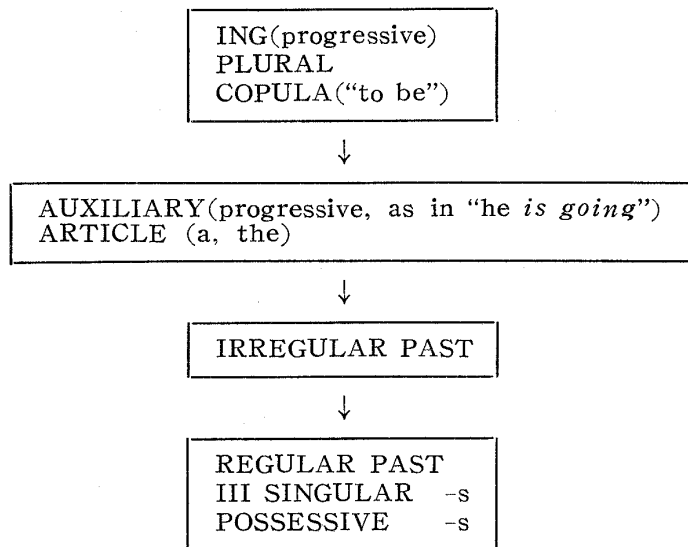 ING(progressive)
PLURAL
COPULA(“to be”)
↓
AUXILIARY(progressive, as in “he is going”)
ARTICLE (a, the)
↓
IRREGULAR PAST
↓
REGULAR PAST
III SINGULAR -s
POSSESSIVE -s